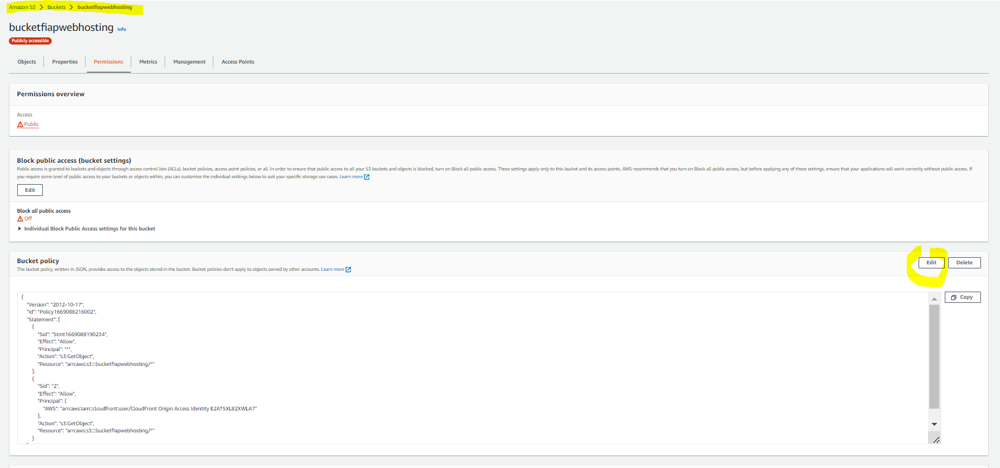 Amazon S3 > Buckets > bucketfiapwebhosting
bucketfiapwebhosting Info
Publicly accessible
Objects Properties Permissions Metrics Management Access Points
Permissions overview
Access
Public
Block public access (bucket settings)
Public access is granted to buckets and objects through access control lists (ACLs), bucket policies, access point policies, or all. In order to ensure that public access to all your S3 buckets and objects is blocked, turn on Block all public access. These settings apply only to this bucket and its access points. AWS recommends that you turn on Block all public access, but before applying any of these settings, ensure that your applications will work correctly without public access. If
you require some level of public access to your buckets or objects within, you can customize the individual settings below to suit your specific storage use cases. Learn more
Edit
Block all public access
Off
Individual Block Public Access settings for this bucket
Bucket policy
Edit Delete
The bucket policy, written in JSON, provides access to the objects stored in the bucket. Bucket policies don't apply to objects owned by other accounts. Learn more
Copy
{
"Version": "2012-10-17",
"Id": "Policy1669088216002",
"Statement": [
{
"Sid": "Stmt1669088190234",
"Effect": "Allow",
"Principal": "*",
"Action": "s3:GetObject",
"Resource": "arn:aws:s3:::bucketfiapwebhosting/*"
},
{
"Sid": "2",
"Effect": "Allow",
"Principal": {
"AWS": "arn:aws:iam::cloudfront:user/CloudFront Origin Access Identity E2AT5XL82XWLA7"
},
"Action": "s3:GetObject",
"Resource": "arn:aws:s3:::bucketfiapwebhosting/*"
}